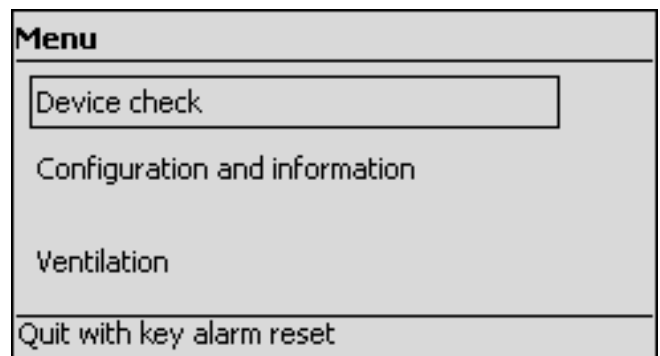 Menu
Device check
Configuration and information
Ventilation
Quit with key alarm reset